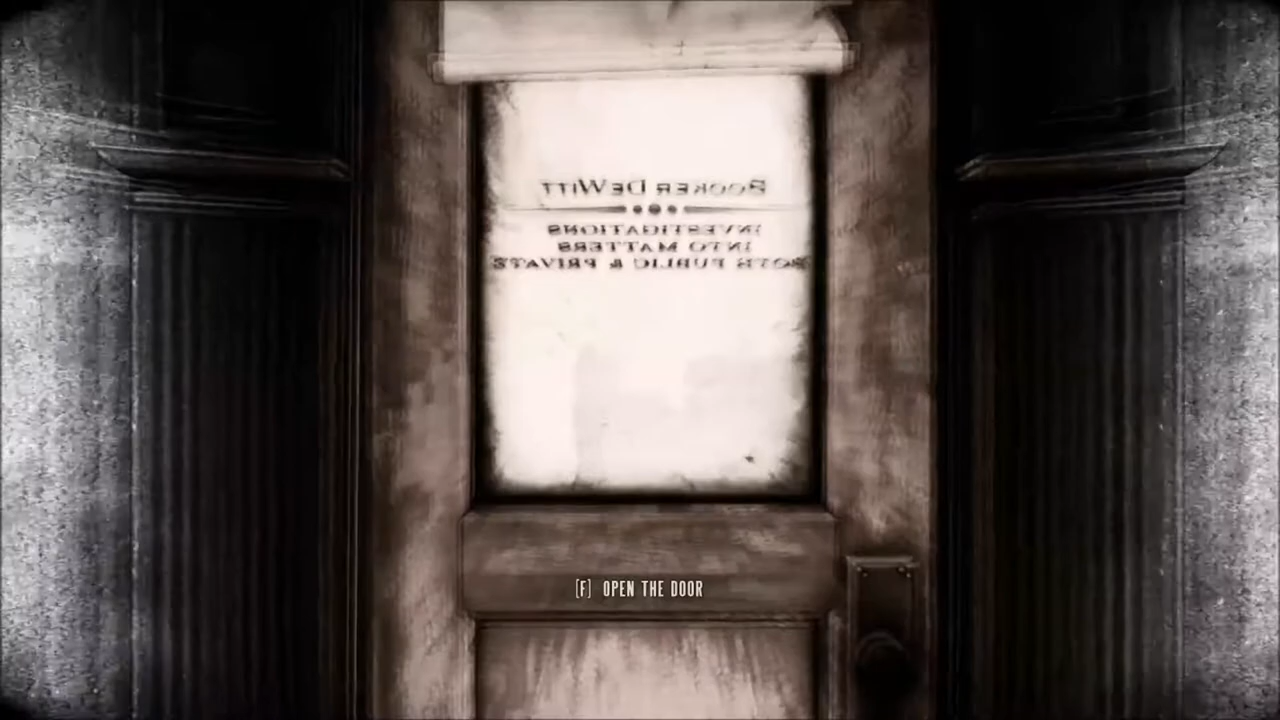 BOOKER DEWITT
INVESTIGATIONS
INTO MATTERS
BOTH PUBLIC & PRIVATE
[F] OPEN THE DOOR